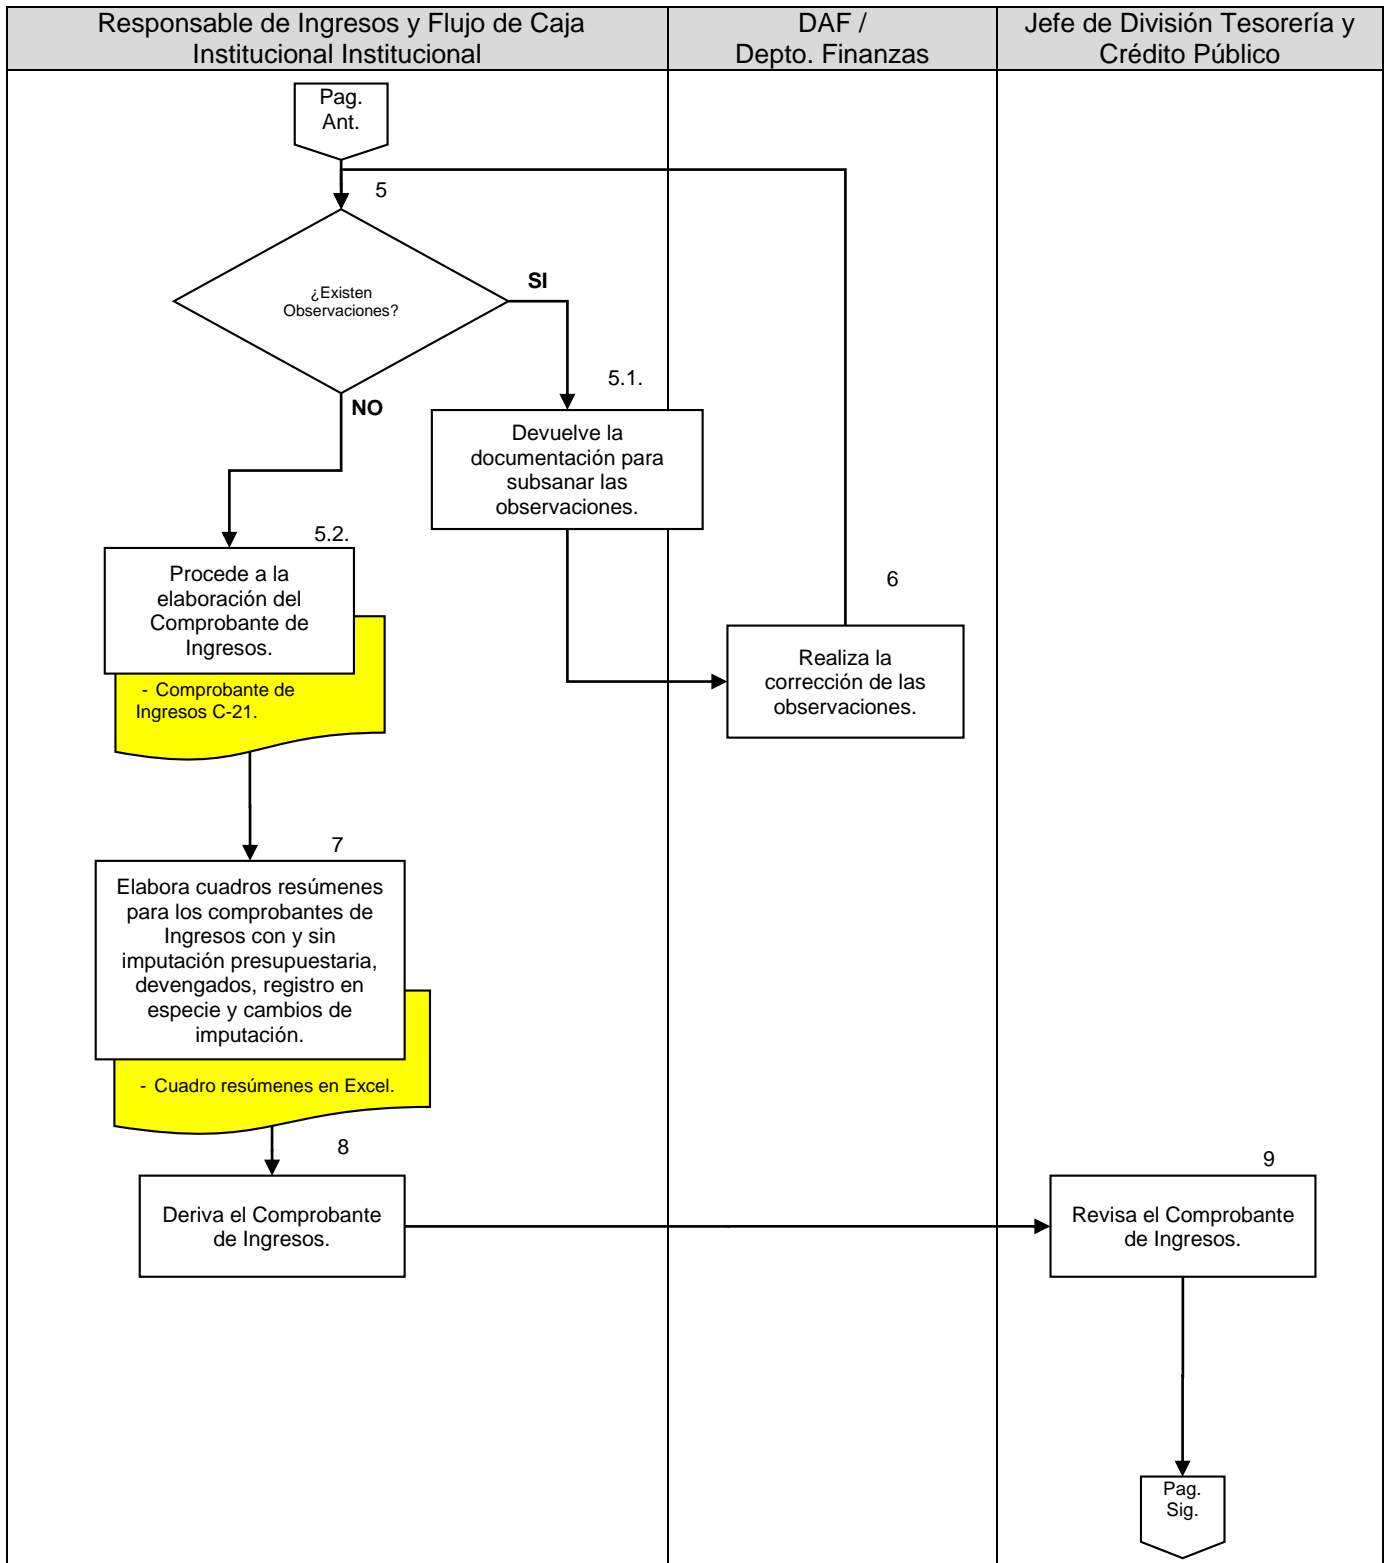 Responsable de Ingresos y Flujo de Caja
Institucional Institucional
DAF /
Depto. Finanzas
Jefe de División Tesorería y
Crédito Público
Pag.
Ant.
5
¿Existen
Observaciones?
SI
NO
5.1.
Devuelve la
documentación para
subsanar las
observaciones.
5.2.
Procede a la
elaboración del
Comprobante de
Ingresos.
- Comprobante de
Ingresos C-21.
6
Realiza la
corrección de las
observaciones.
7
Elabora cuadros resúmenes
para los comprobantes de
Ingresos con y sin
imputación presupuestaria,
devengados, registro en
especie y cambios de
imputación.
- Cuadro resúmenes en Excel.
8
Deriva el Comprobante
de Ingresos.
9
Revisa el Comprobante
de Ingresos.
Pag.
Sig.